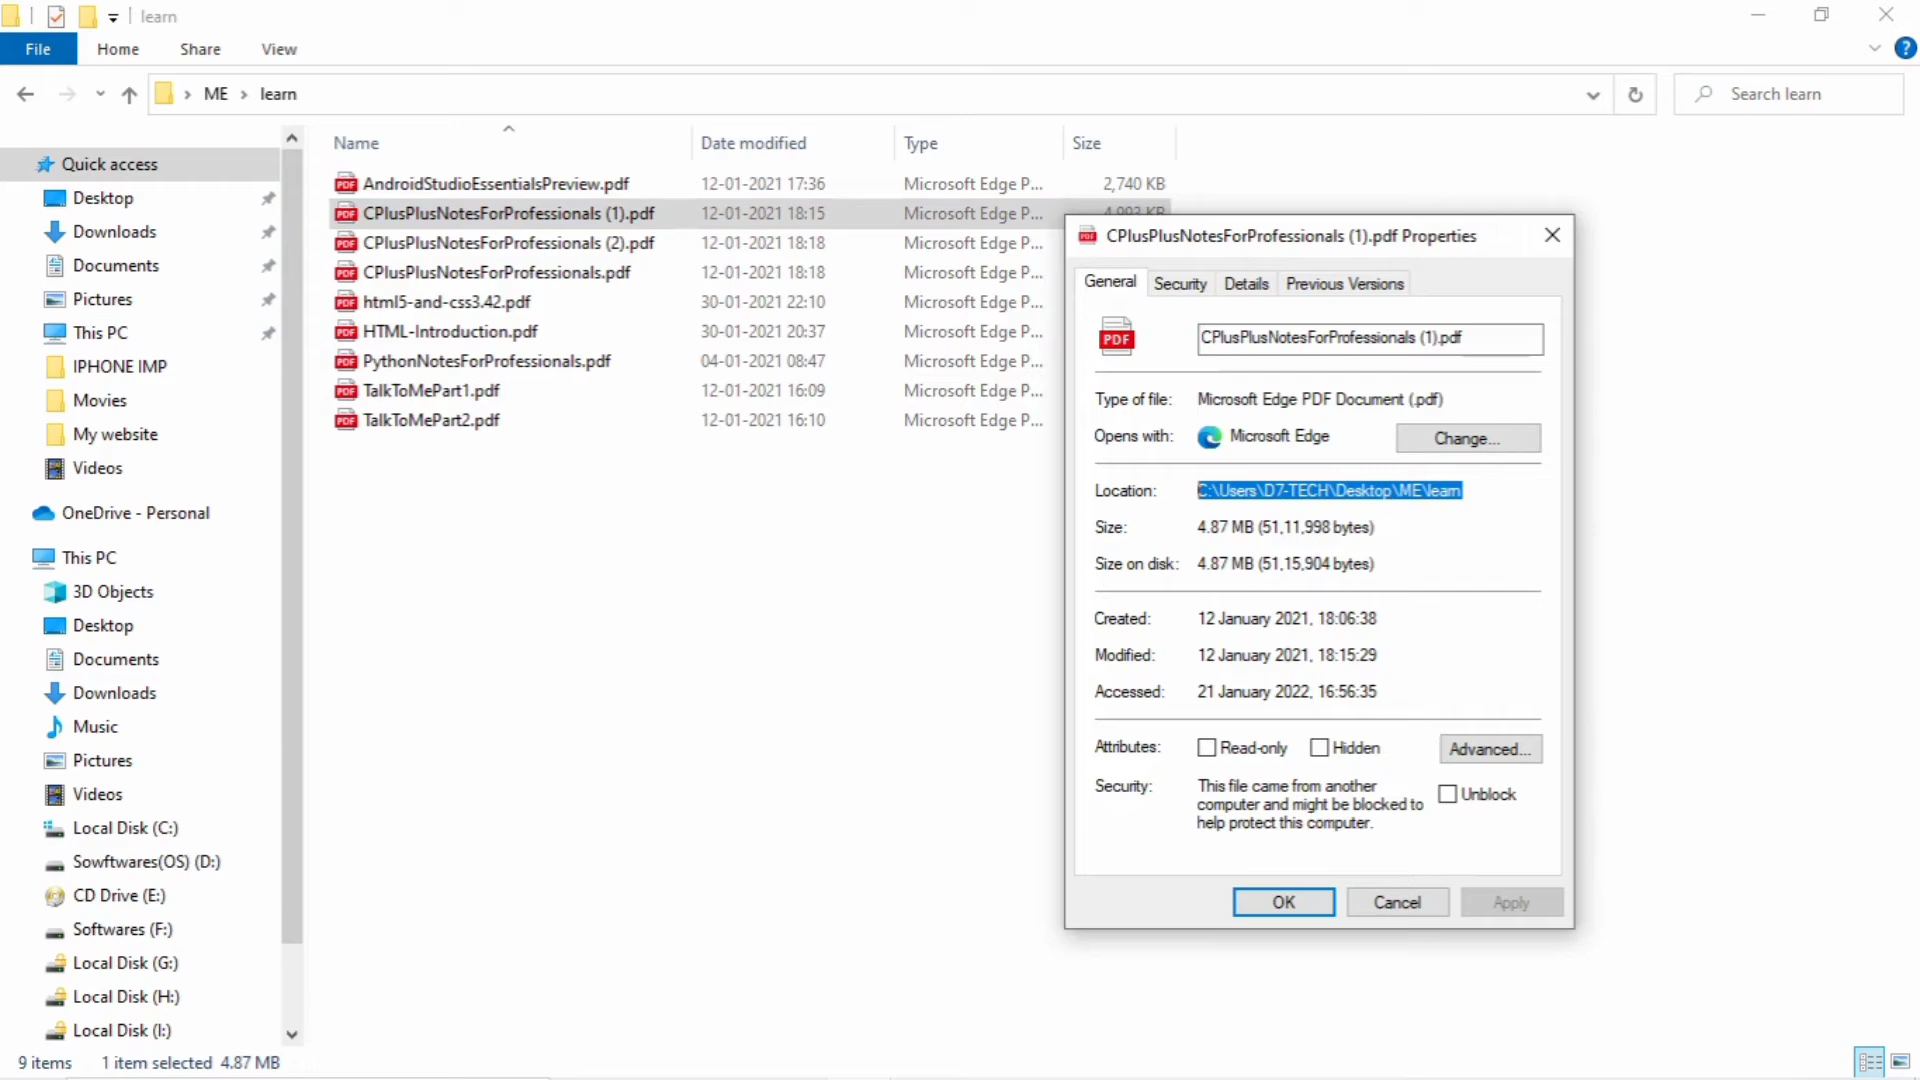 learn
File Home Share View
ME learn
Search learn
Name Date modified Type Size
Quick access
Desktop
Downloads
Documents
Pictures
This PC
IPHONE IMP
Movies
My website
Videos
OneDrive - Personal
This PC
3D Objects
Desktop
Documents
Downloads
Music
Pictures
Videos
Local Disk (C:)
Sowftwares(OS) (D:)
CD Drive (E:)
Softwares (F:)
Local Disk (G:)
Local Disk (H:)
Local Disk (I:)
AndroidStudioEssentialsPreview.pdf 12-01-2021 17:36 Microsoft Edge P... 2,740 KB
CPlusPlusNotesForProfessionals (1).pdf 12-01-2021 18:15 Microsoft Edge P... 4,993 KB
CPlusPlusNotesForProfessionals (2).pdf 12-01-2021 18:18 Microsoft Edge P...
CPlusPlusNotesForProfessionals.pdf 12-01-2021 18:18 Microsoft Edge P...
html5-and-css3.42.pdf 30-01-2021 22:10 Microsoft Edge P...
HTML-Introduction.pdf 30-01-2021 20:37 Microsoft Edge P...
PythonNotesForProfessionals.pdf 04-01-2021 08:47 Microsoft Edge P...
TalkToMePart1.pdf 12-01-2021 16:09 Microsoft Edge P...
TalkToMePart2.pdf 12-01-2021 16:10 Microsoft Edge P...
CPlusPlusNotesForProfessionals (1).pdf Properties
General Security Details Previous Versions
PDF
CPlusPlusNotesForProfessionals (1).pdf
Type of file: Microsoft Edge PDF Document (.pdf)
Opens with: Microsoft Edge Change...
Location: C:\Users\D7-TECH\Desktop\ME\learn
Size: 4.87 MB (51,11,998 bytes)
Size on disk: 4.87 MB (51,15,904 bytes)
Created: 12 January 2021, 18:06:38
Modified: 12 January 2021, 18:15:29
Accessed: 21 January 2022, 16:56:35
Attributes: Read-only Hidden Advanced...
Security: This file came from another
computer and might be blocked to
help protect this computer.
Unblock
OK Cancel Apply
9 items 1 item selected 4.87 MB